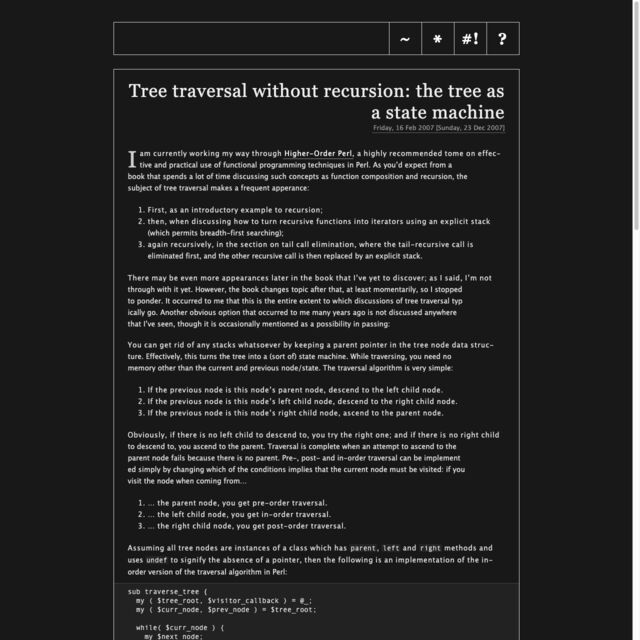 ~ * #! ?
Tree traversal without recursion: the tree as
a state machine
Friday, 16 Feb 2007 [Sunday, 23 Dec 2007]
I am currently working my way through Higher-Order Perl, a highly recommended tome on effec-
tive and practical use of functional programming techniques in Perl. As you'd expect from a
book that spends a lot of time discussing such concepts as function composition and recursion, the
subject of tree traversal makes a frequent apperance:
1. First, as an introductory example to recursion;
2. then, when discussing how to turn recursive functions into iterators using an explicit stack
(which permits breadth-first searching);
3. again recursively, in the section on tail call elimination, where the tail-recursive call is
eliminated first, and the other recursive call is then replaced by an explicit stack.
There may be even more appearances later in the book that I've yet to discover; as I said, I'm not
through with it yet. However, the book changes topic after that, at least momentarily, so I stopped
to ponder. It occurred to me that this is the entire extent to which discussions of tree traversal typ
ically go. Another obvious option that occurred to me many years ago is not discussed anywhere
that I've seen, though it is occasionally mentioned as a possibility in passing:
You can get rid of any stacks whatsoever by keeping a parent pointer in the tree node data struc-
ture. Effectively, this turns the tree into a (sort of) state machine. While traversing, you need no
memory other than the current and previous node/state. The traversal algorithm is very simple:
1. If the previous node is this node's parent node, descend to the left child node.
2. If the previous node is this node's left child node, descend to the right child node.
3. If the previous node is this node's right child node, ascend to the parent node.
Obviously, if there is no left child to descend to, you try the right one; and if there is no right child
to descend to, you ascend to the parent. Traversal is complete when an attempt to ascend to the
parent node fails because there is no parent. Pre-, post- and in-order traversal can be implement
ed simply by changing which of the conditions implies that the current node must be visited: if you
visit the node when coming from…
1. … the parent node, you get pre-order traversal.
2. … the left child node, you get in-order traversal.
3. … the right child node, you get post-order traversal.
Assuming all tree nodes are instances of a class which has parent, left and right methods and
uses undef to signify the absence of a pointer, then the following is an implementation of the in-
order version of the traversal algorithm in Perl:
sub traverse_tree {
my ( $tree_root, $visitor_callback ) = @_;
my ( $curr_node, $prev_node ) = $tree_root;
while( $curr_node ) {
my $next_node;